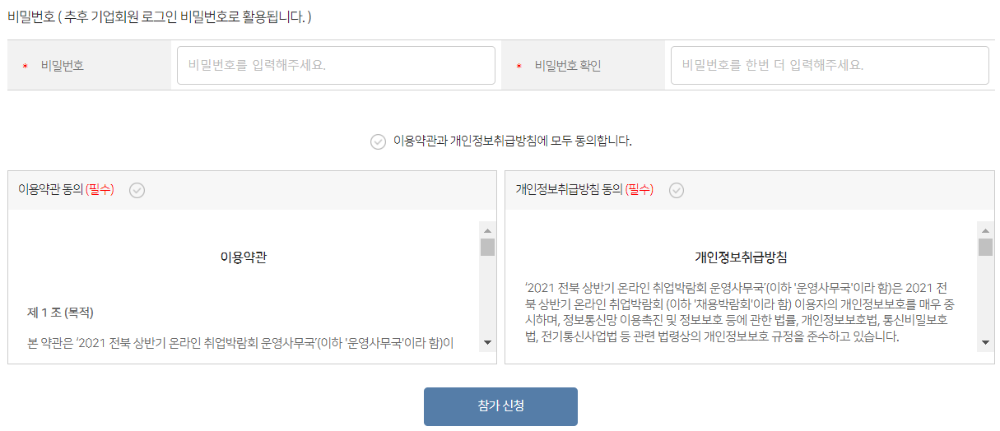 비밀번호 ( 추후 기업회원 로그인 비밀번호로 활용됩니다. )
* 비밀번호 비밀번호를 입력해주세요. * 비밀번호 확인 비밀번호를 한번 더 입력해주세요.
이용약관과 개인정보취급방침에 모두 동의합니다.
이용약관 동의 (필수)
이용약관
제 1 조 (목적)
본 약관은 ‘2021 전북 상반기 온라인 취업박람회 운영사무국’(이하 '운영사무국'이라 함)이
개인정보취급방침 동의 (필수)
개인정보취급방침
‘2021 전북 상반기 온라인 취업박람회 운영사무국’(이하 '운영사무국'이라 함)은 2021 전
북 상반기 온라인 취업박람회 (이하 '채용박람회'이라 함) 이용자의 개인정보보호를 매우 중
시하며, 정보통신망 이용촉진 및 정보보호 등에 관한 법률, 개인정보보호법, 통신비밀보호
법, 전기통신사업법 등 관련 법령상의 개인정보보호 규정을 준수하고 있습니다.
참가 신청